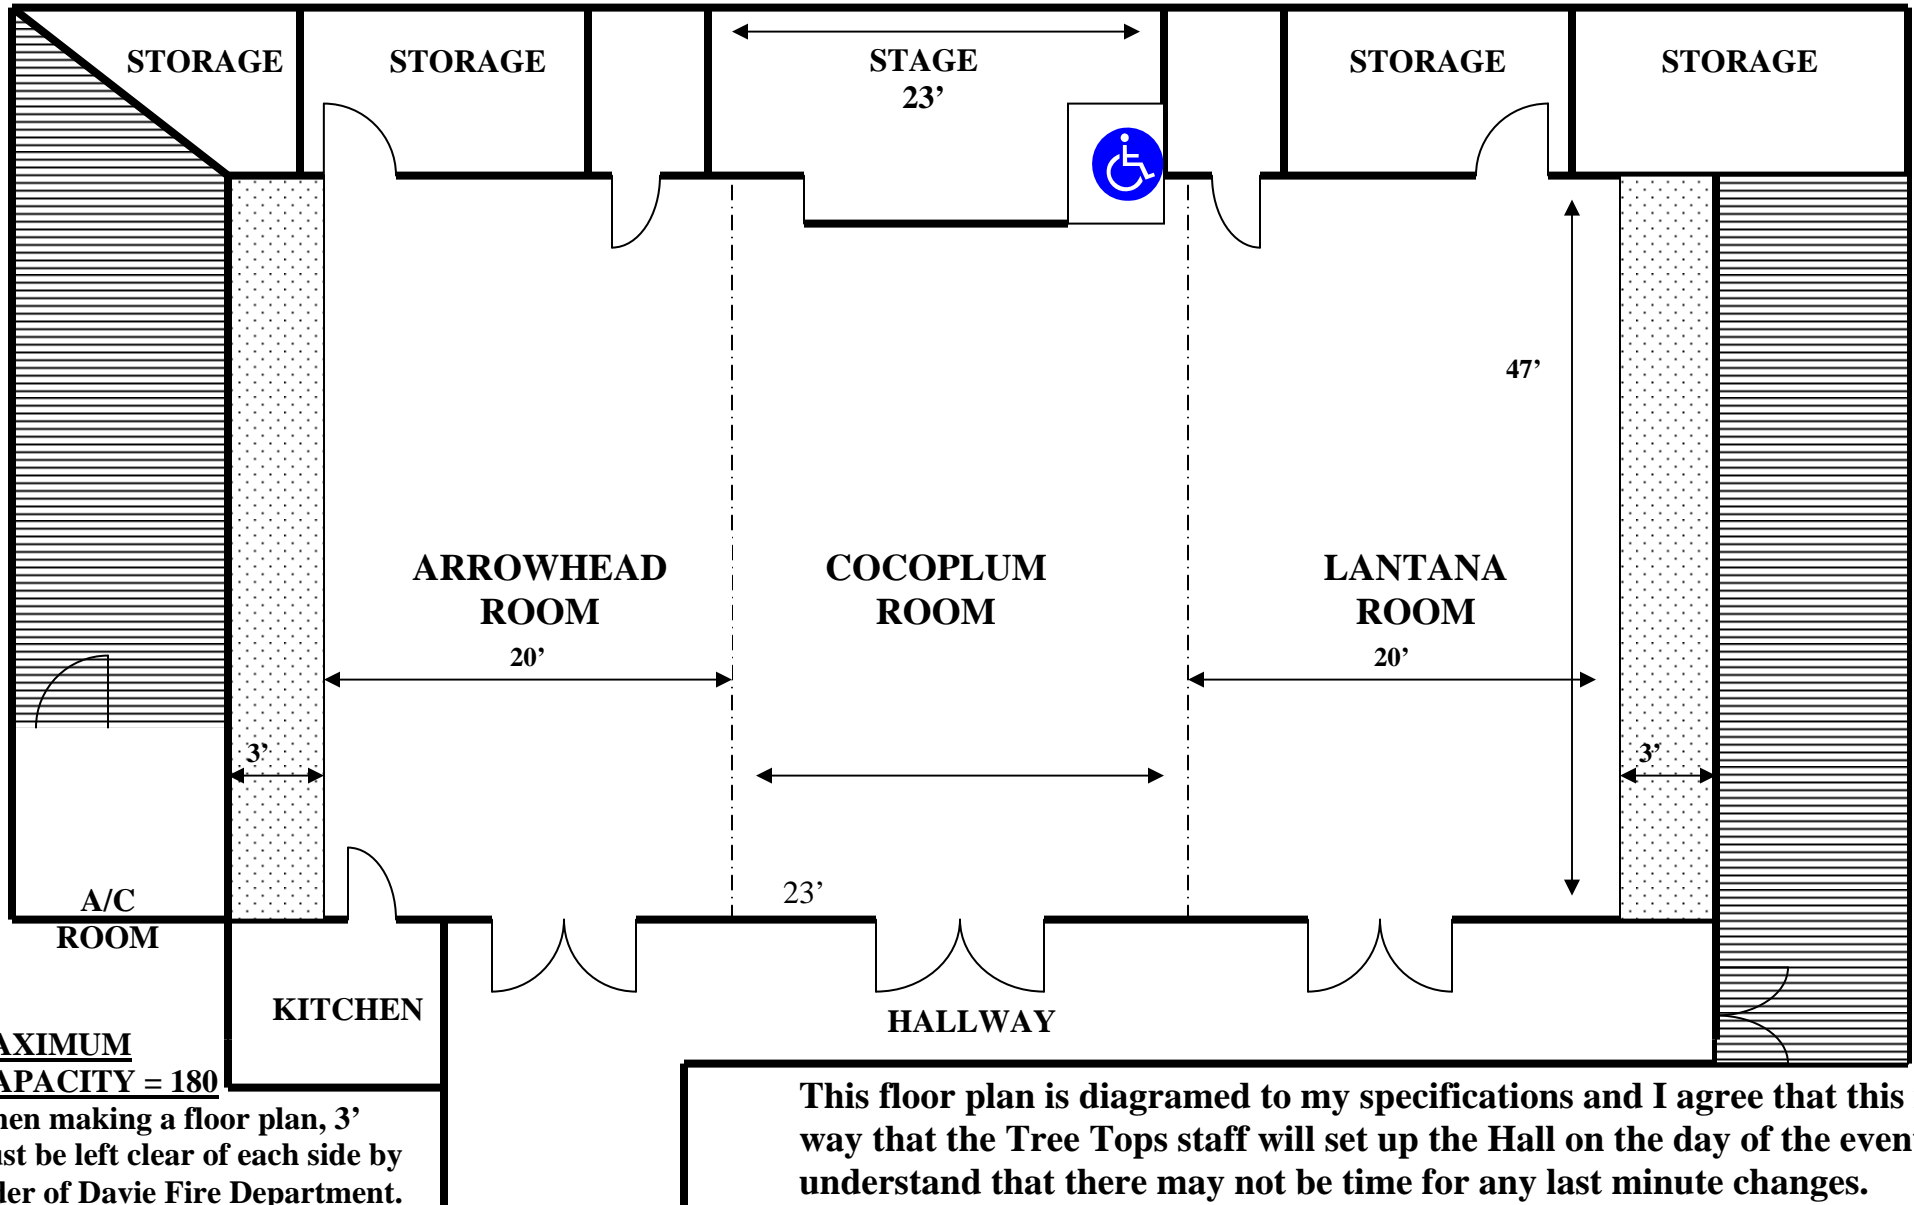 STORAGE
STORAGE
STAGE
23’
STORAGE
STORAGE
47’
ARROWHEAD
ROOM
20’
COCOPLUM
ROOM
LANTANA
ROOM
20’
3’
3’
23’
A/C
ROOM
KITCHEN
HALLWAY
AXIMUM
APACITY = 180
hen making a floor plan, 3’
ust be left clear of each side by
der of Davie Fire Department.
This floor plan is diagramed to my specifications and I agree that this
way that the Tree Tops staff will set up the Hall on the day of the even
understand that there may not be time for any last minute changes.